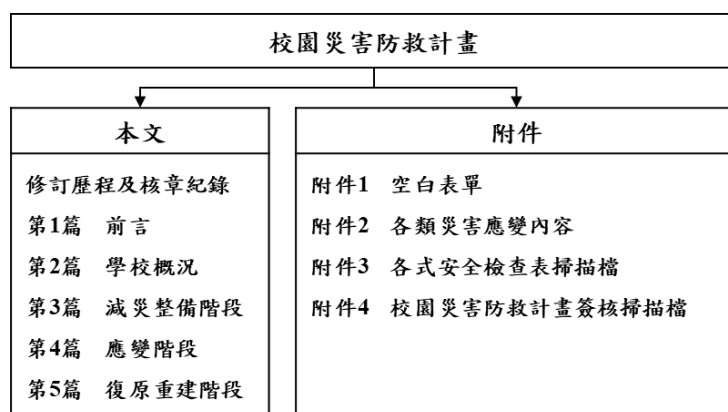 校園災害防救計畫
本文
修訂歷程及核章紀錄
第1篇 前言
第2篇 學校概況
第3篇 減災整備階段
第4篇 應變階段
第5篇 復原重建階段
附件
附件1 空白表單
附件2 各類災害應變內容
附件3 各式安全檢查表掃描檔
附件4 校園災害防救計畫簽核掃描檔